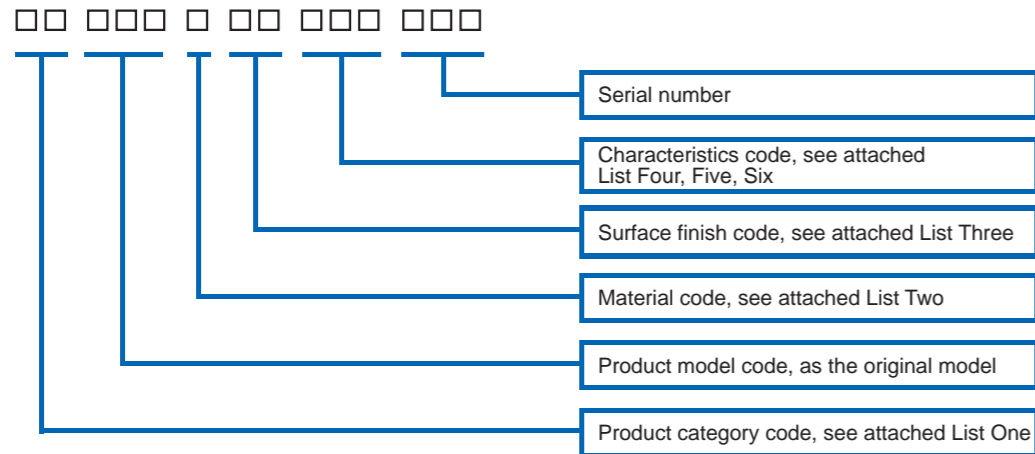 □□ □□□ □ □□ □□□ □□□
Serial number
Characteristics code, see attached
List Four, Five, Six
Surface finish code, see attached List Three
Material code, see attached List Two
Product model code, as the original model
Product category code, see attached List One